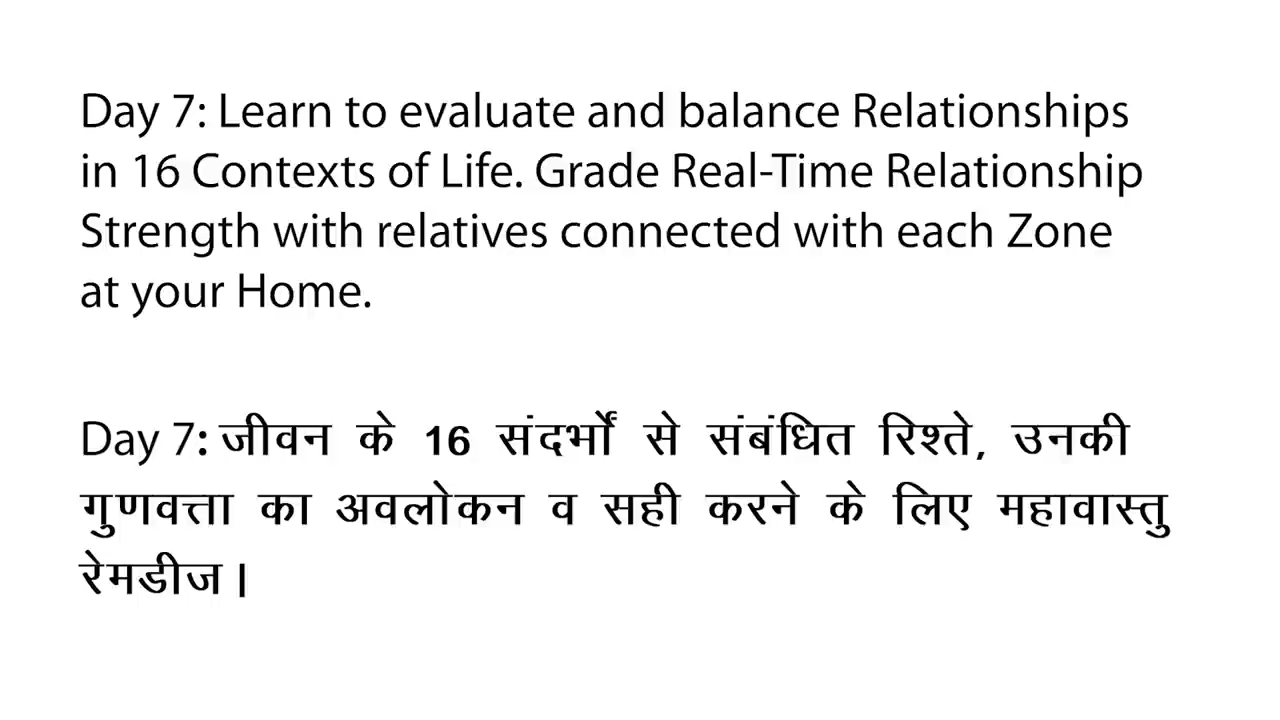 Day 7: Learn to evaluate and balance Relationships
in 16 Contexts of Life. Grade Real-Time Relationship
Strength with relatives connected with each Zone
at your Home.
Day 7: जीवन के 16 संदर्भों से संबंधित रिश्ते, उनकी
गुणवत्ता का अवलोकन व सही करने के लिए महावास्तु
रेमडीज।